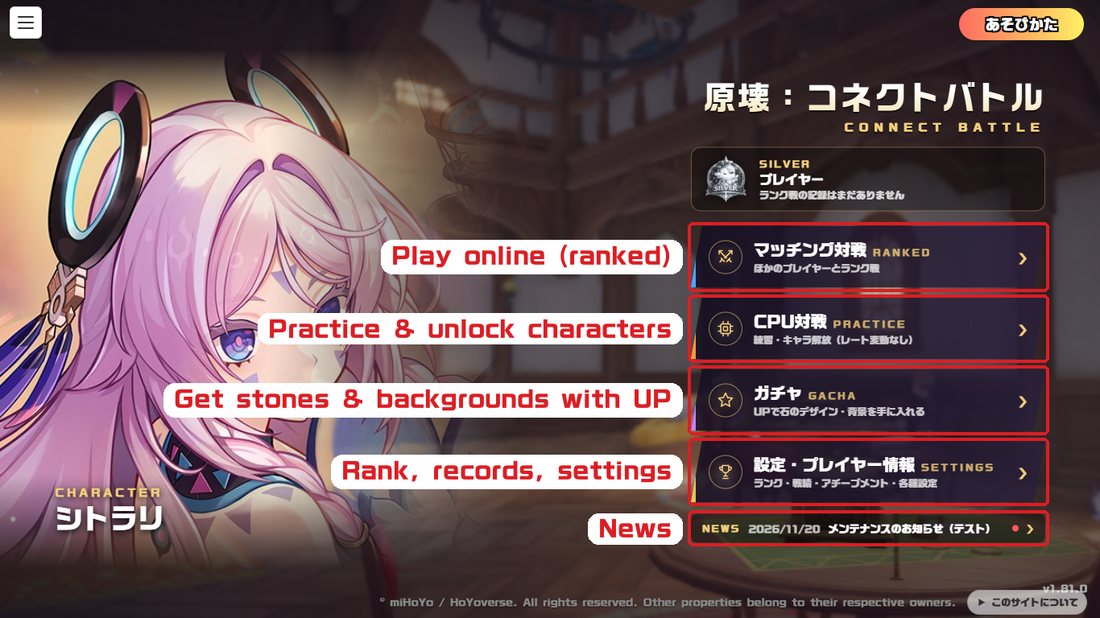 あそびかた
原壊：コネクトバトル
CONNECT BATTLE
SILVER
SILVER
プレイヤー
ランク戦の記録はまだありません
Play online (ranked)
マッチング対戦 RANKED
ほかのプレイヤーとランク戦
Practice & unlock characters
CPU対戦 PRACTICE
練習・キャラ解放（レート変動なし）
Get stones & backgrounds with UP
ガチャ GACHA
UPで石のデザイン・背景を手に入れる
Rank, records, settings
設定・プレイヤー情報 SETTINGS
ランク・戦績・アチーブメント・各種設定
News
NEWS 2026/11/20 メンテナンスのお知らせ（テスト）
CHARACTER
シトラリ
v1.81.0
© miHoYo / HoYoverse. All rights reserved. Other properties belong to their respective owners.
このサイトについて